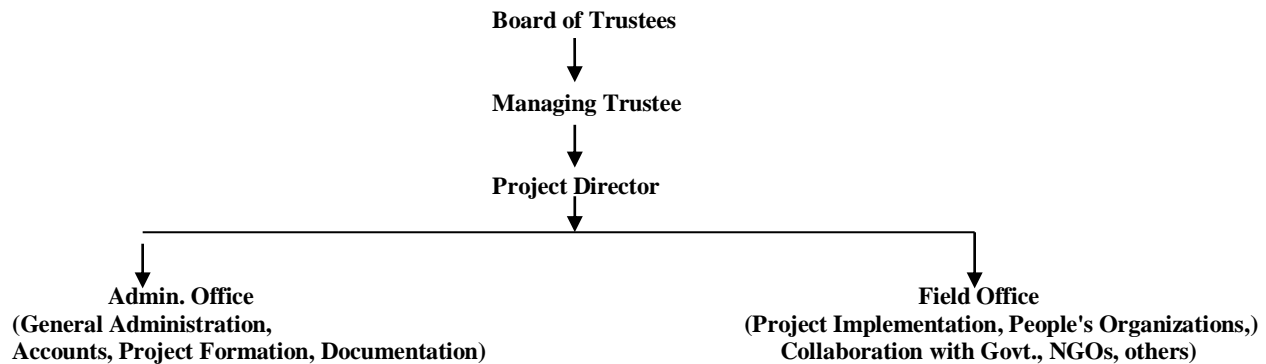 Board of Trustees
Managing Trustee
Project Director
Admin. Office
(General Administration,
Accounts, Project Formation, Documentation)
Field Office
(Project Implementation, People's Organizations,)
Collaboration with Govt., NGOs, others)